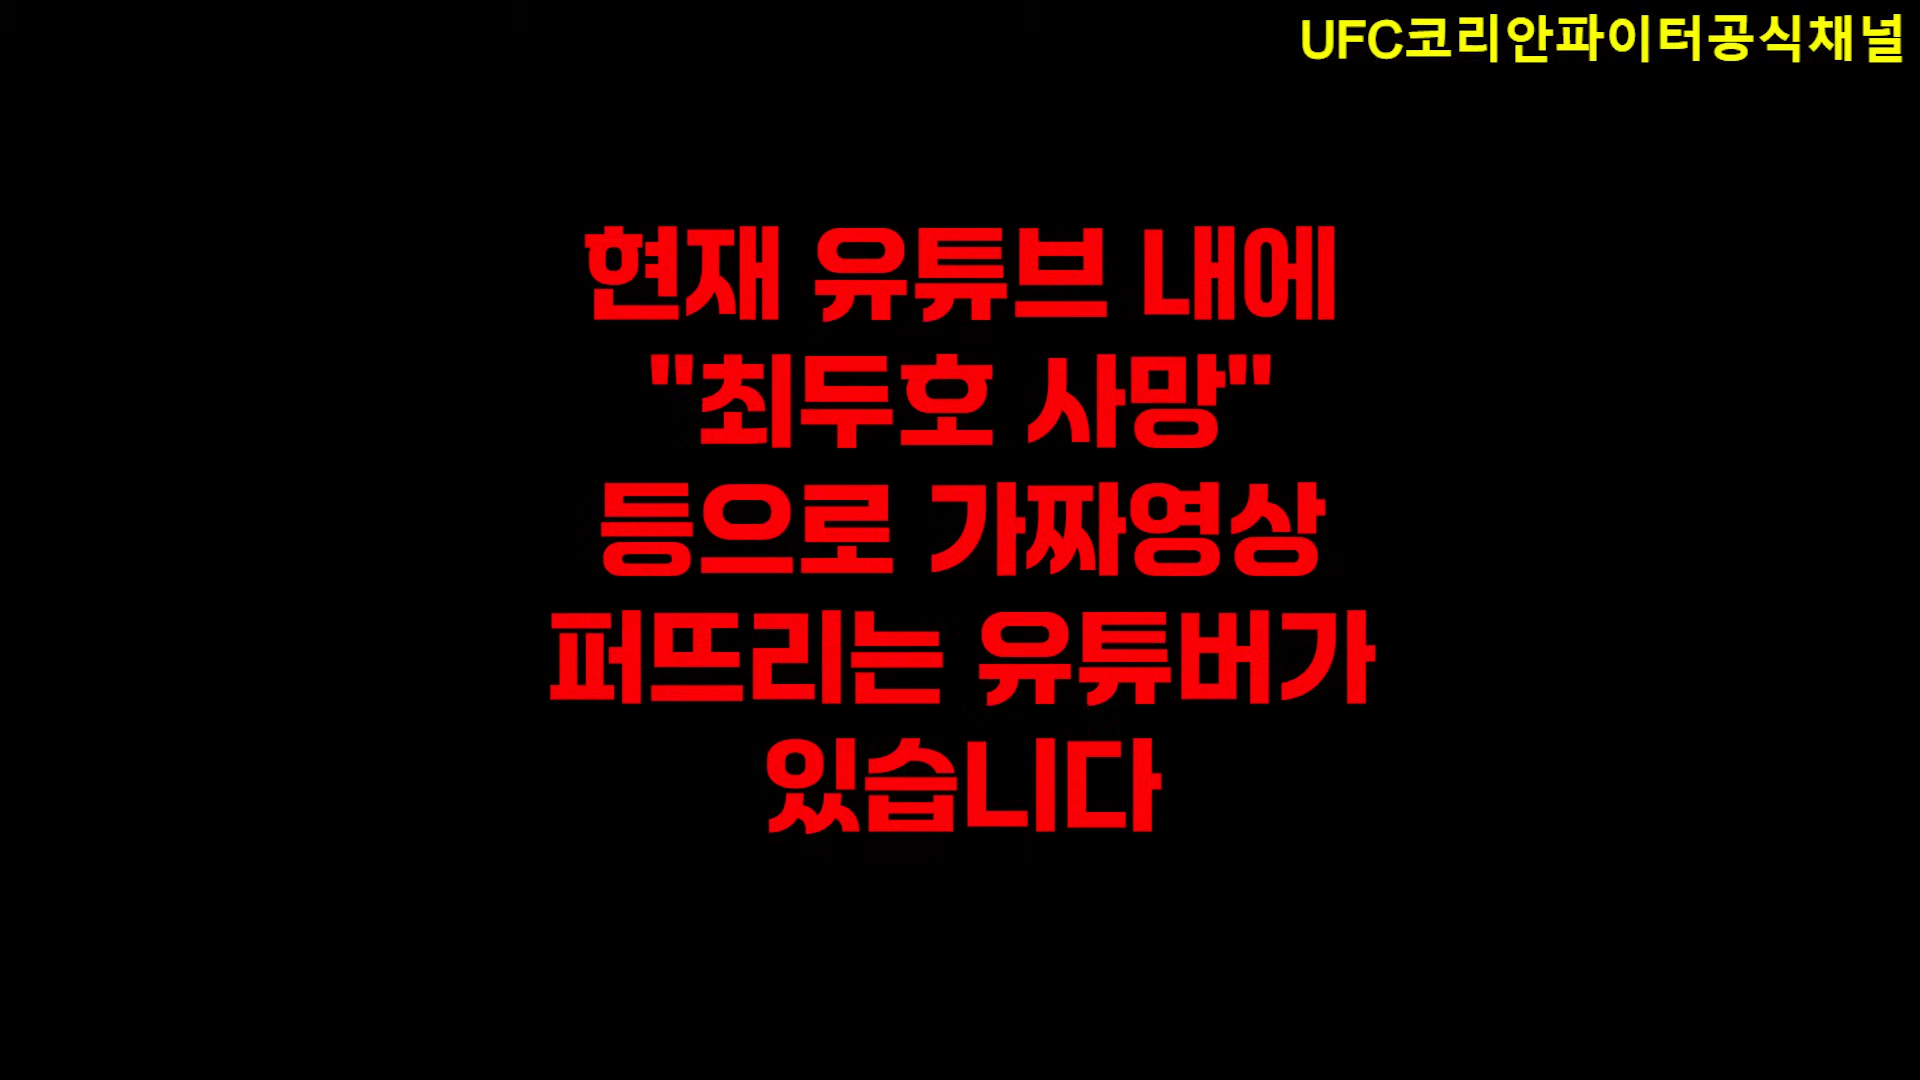 UFC코리안파이터공식채널
현재 유튜브 내에
"최두호 사망"
등으로 가짜영상
퍼뜨리는 유튜버가
있습니다